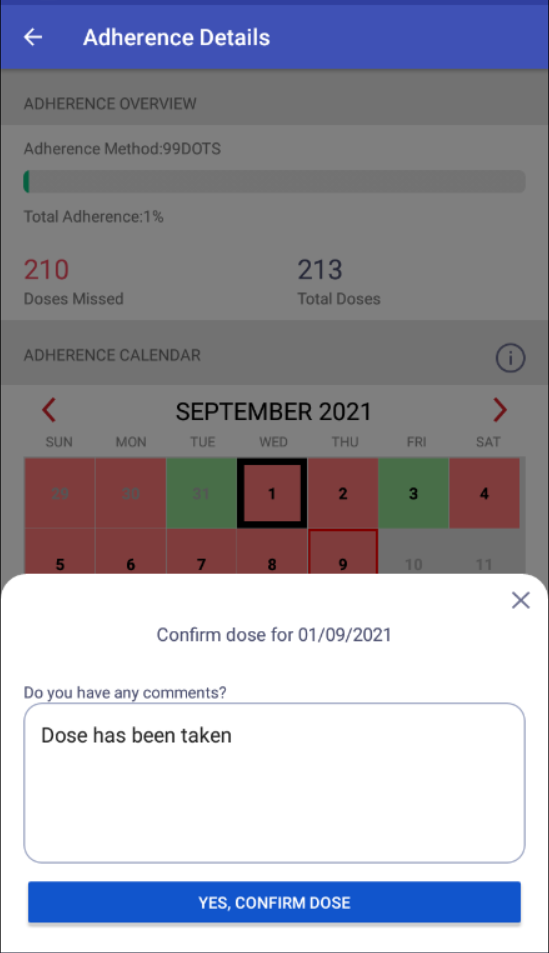 Adherence Details
ADHERENCE OVERVIEW
Adherence Method:99DOTS
Total Adherence:1%
210 213
Doses Missed Total Doses
ADHERENCE CALENDAR
SEPTEMBER 2021
SUN MON TUE WED THU FRI SAT
29 30 31 1 2 3 4
5 6 7 8 9 10 11
Confirm dose for 01/09/2021
Do you have any comments?
Dose has been taken
YES, CONFIRM DOSE